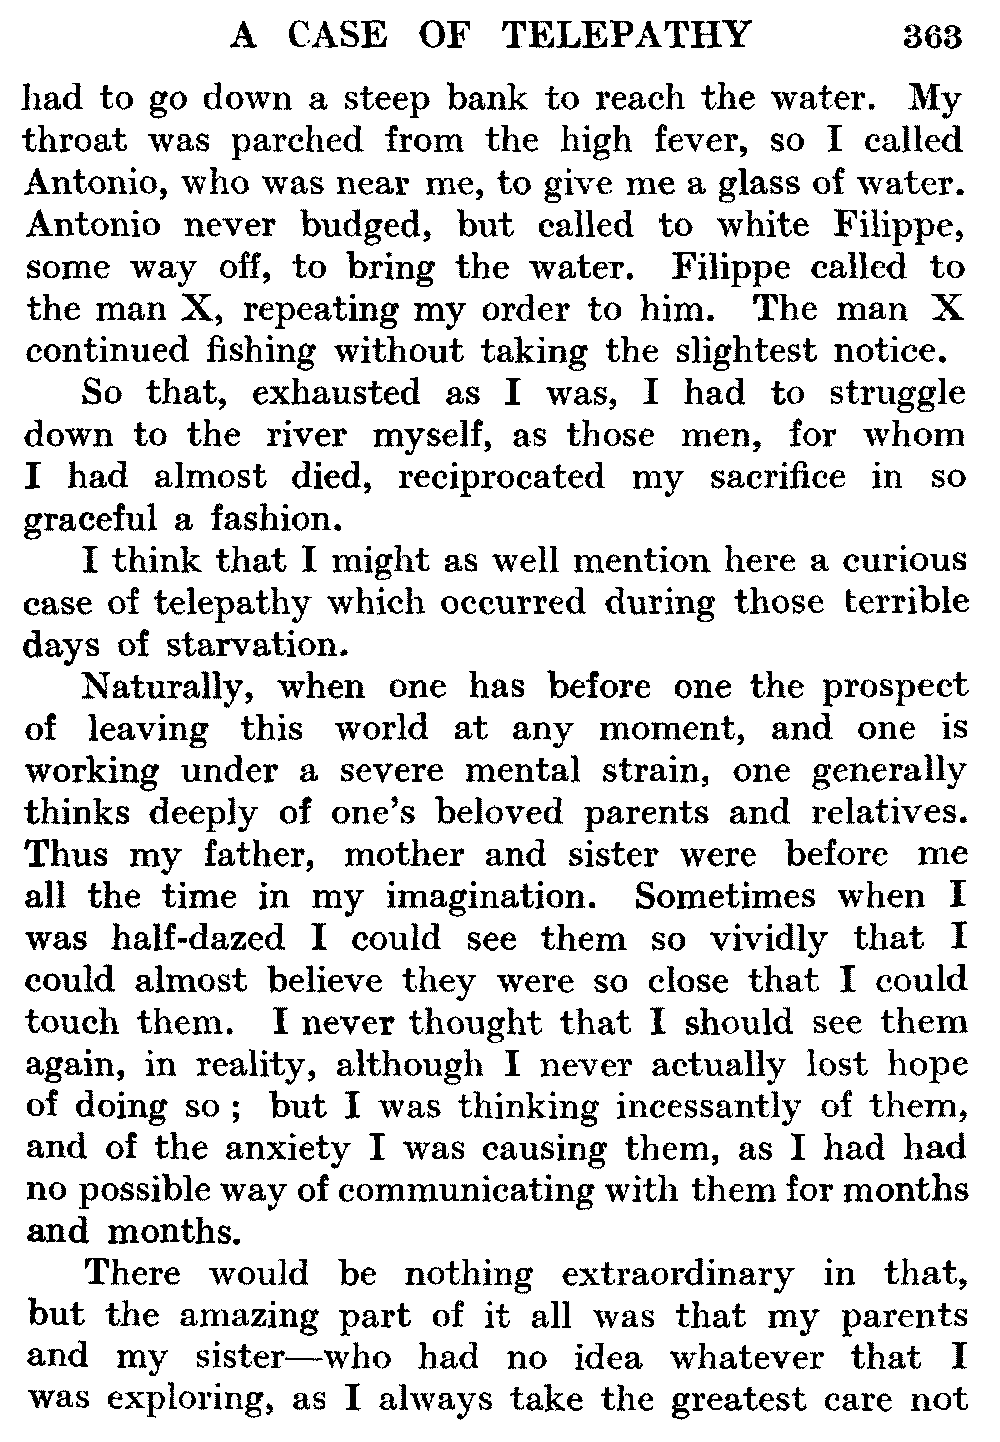 A CASE OF TELEPATHY 363
had to go down a steep bank to reach the water. My
throat was parched from the high fever, so I called
Antonio, who was near me, to give me a glass of water.
Antonio never budged, but called to white Filippe,
some way off, to bring the water. Filippe called to
the man X, repeating my order to him. The man X
continued fishing without taking the slightest notice.
So that, exhausted as I was, I had to struggle
down to the river myself, as those men, for whom
I had almost died, reciprocated my sacrifice in so
graceful a fashion.
I think that I might as well mention here a curious
case of telepathy which occurred during those terrible
days of starvation.
Naturally, when one has before one the prospect
of leaving this world at any moment, and one is
working under a severe mental strain, one generally
thinks deeply of one's beloved parents and relatives.
Thus my father, mother and sister were before me
all the time in my imagination. Sometimes when I
was half-dazed I could see them so vividly that I
could almost believe they were so close that I could
touch them. I never thought that I should see them
again, in reality, although I never actually lost hope
of doing so ; but I was thinking incessantly of them,
and of the anxiety I was causing them, as I had had
no possible way of communicating with them for months
and months.
There would be nothing extraordinary in that,
but the amazing part of it all was that my parents
and my sister—who had no idea whatever that I
was exploring, as I always take the greatest care not